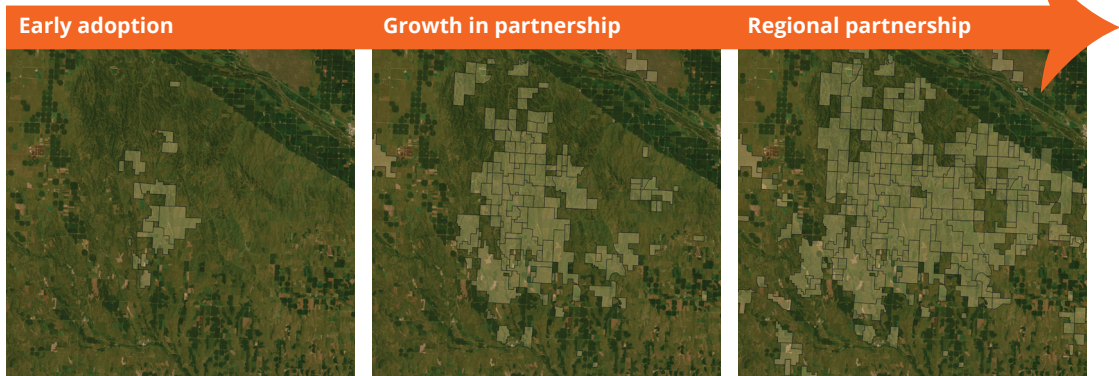 Early adoption
Growth in partnership
Regional partnership